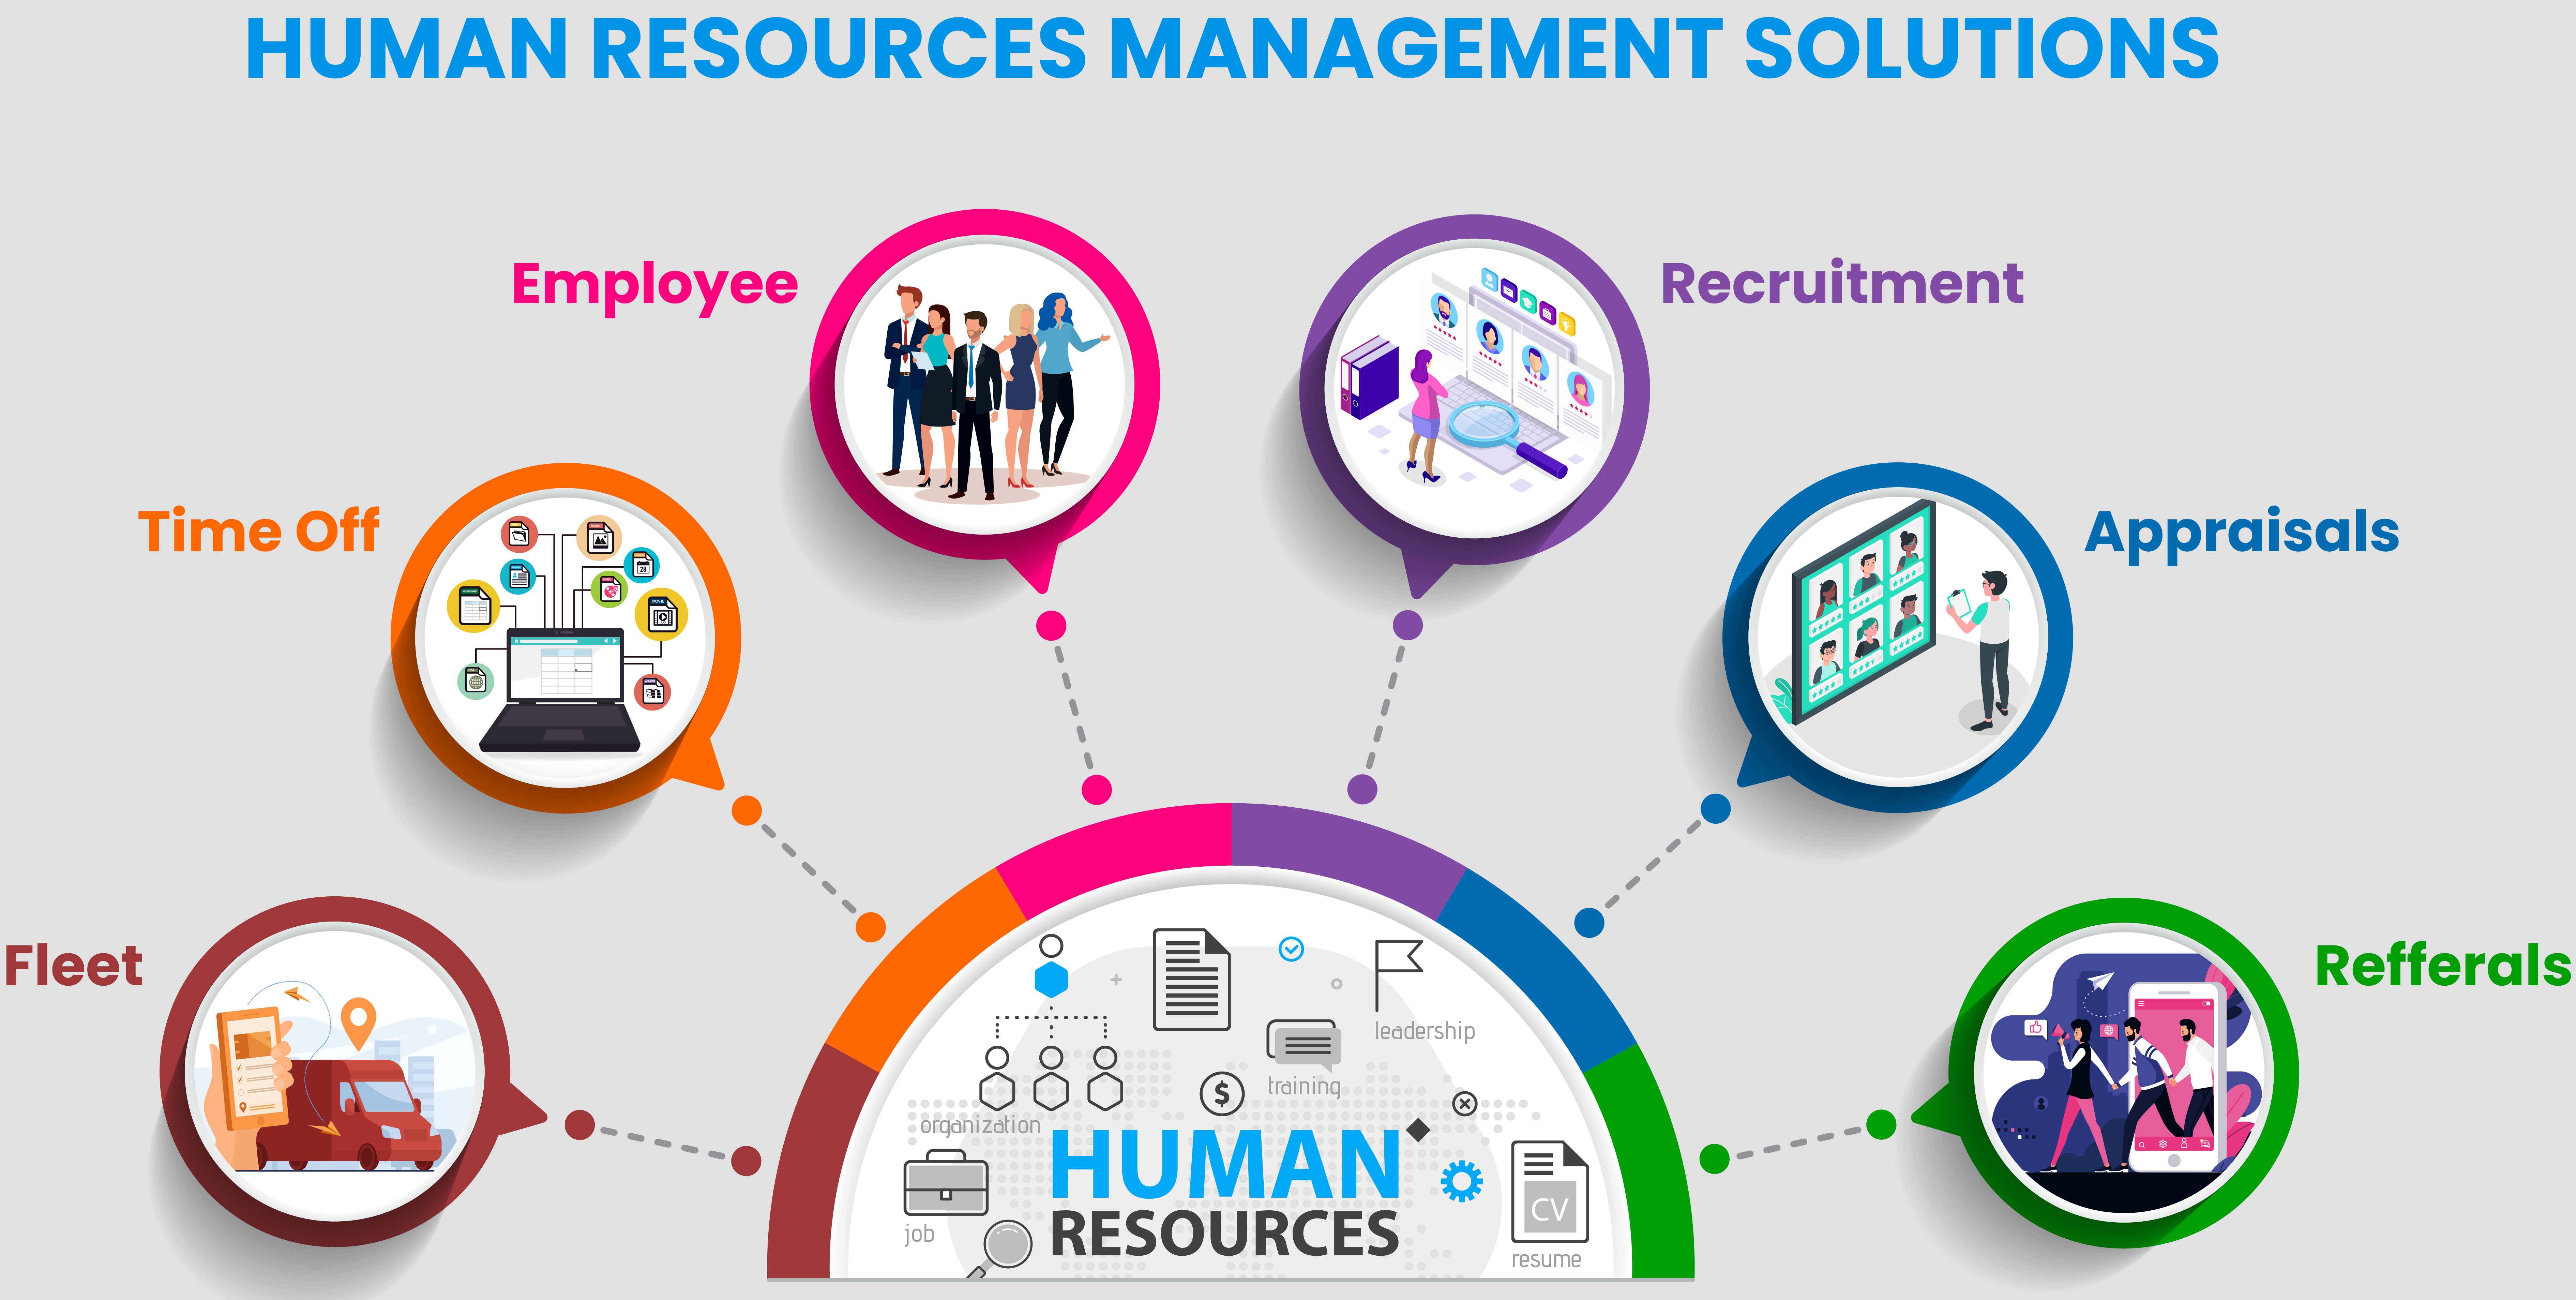 HUMAN RESOURCES MANAGEMENT SOLUTIONS
Employee
Recruitment
Time Off
Appraisals
Fleet
Refferals
leadership
training
organization
HUMAN
RESOURCES
job
CV
resume